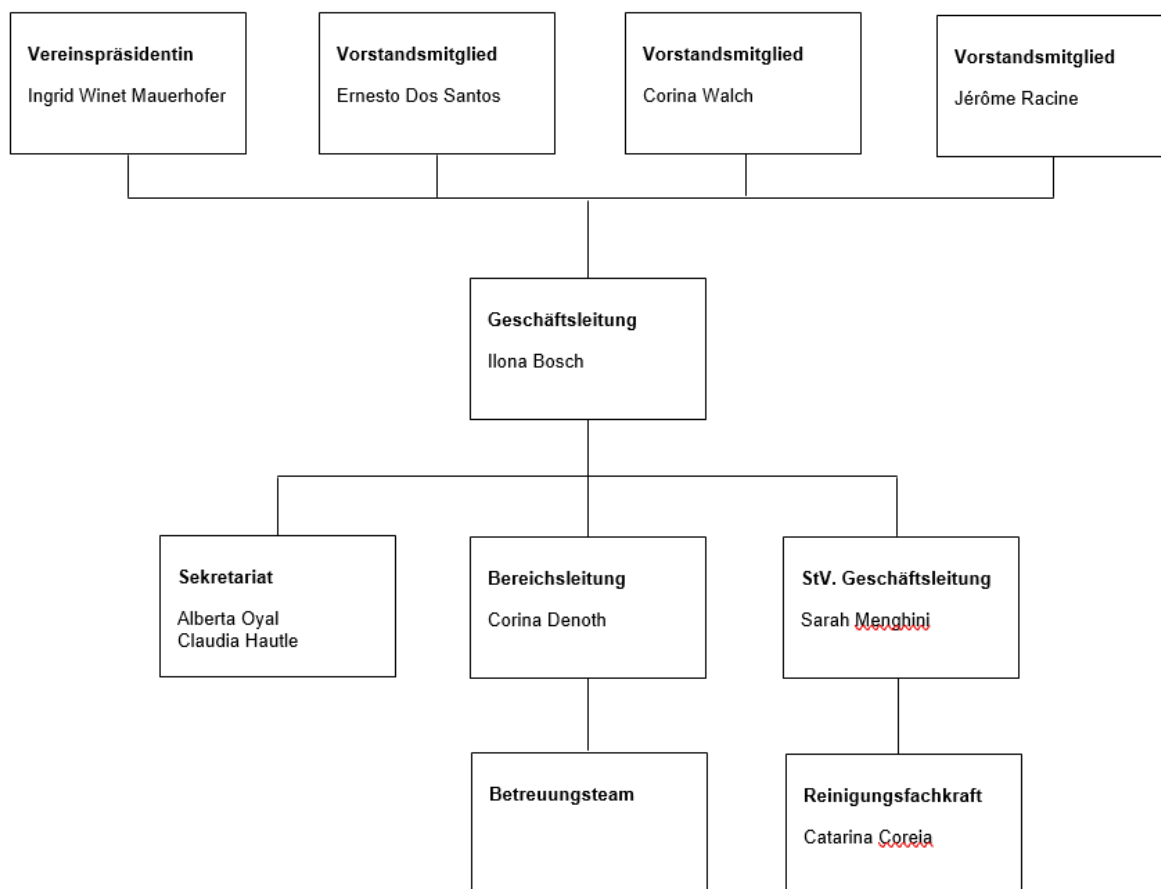 Vereinspräsidentin
Ingrid Winet Mauerhofer
Vorstandsmitglied
Ernesto Dos Santos
Vorstandsmitglied
Corina Walch
Vorstandsmitglied
Jérôme Racine
Geschäftsleitung
Ilona Bosch
Sekretariat
Alberta Oyal
Claudia Hautle
Bereichsleitung
Corina Denoth
StV. Geschäftsleitung
Sarah Menghini
Betreuungsteam
Reinigungsfachkraft
Catarina Coreia